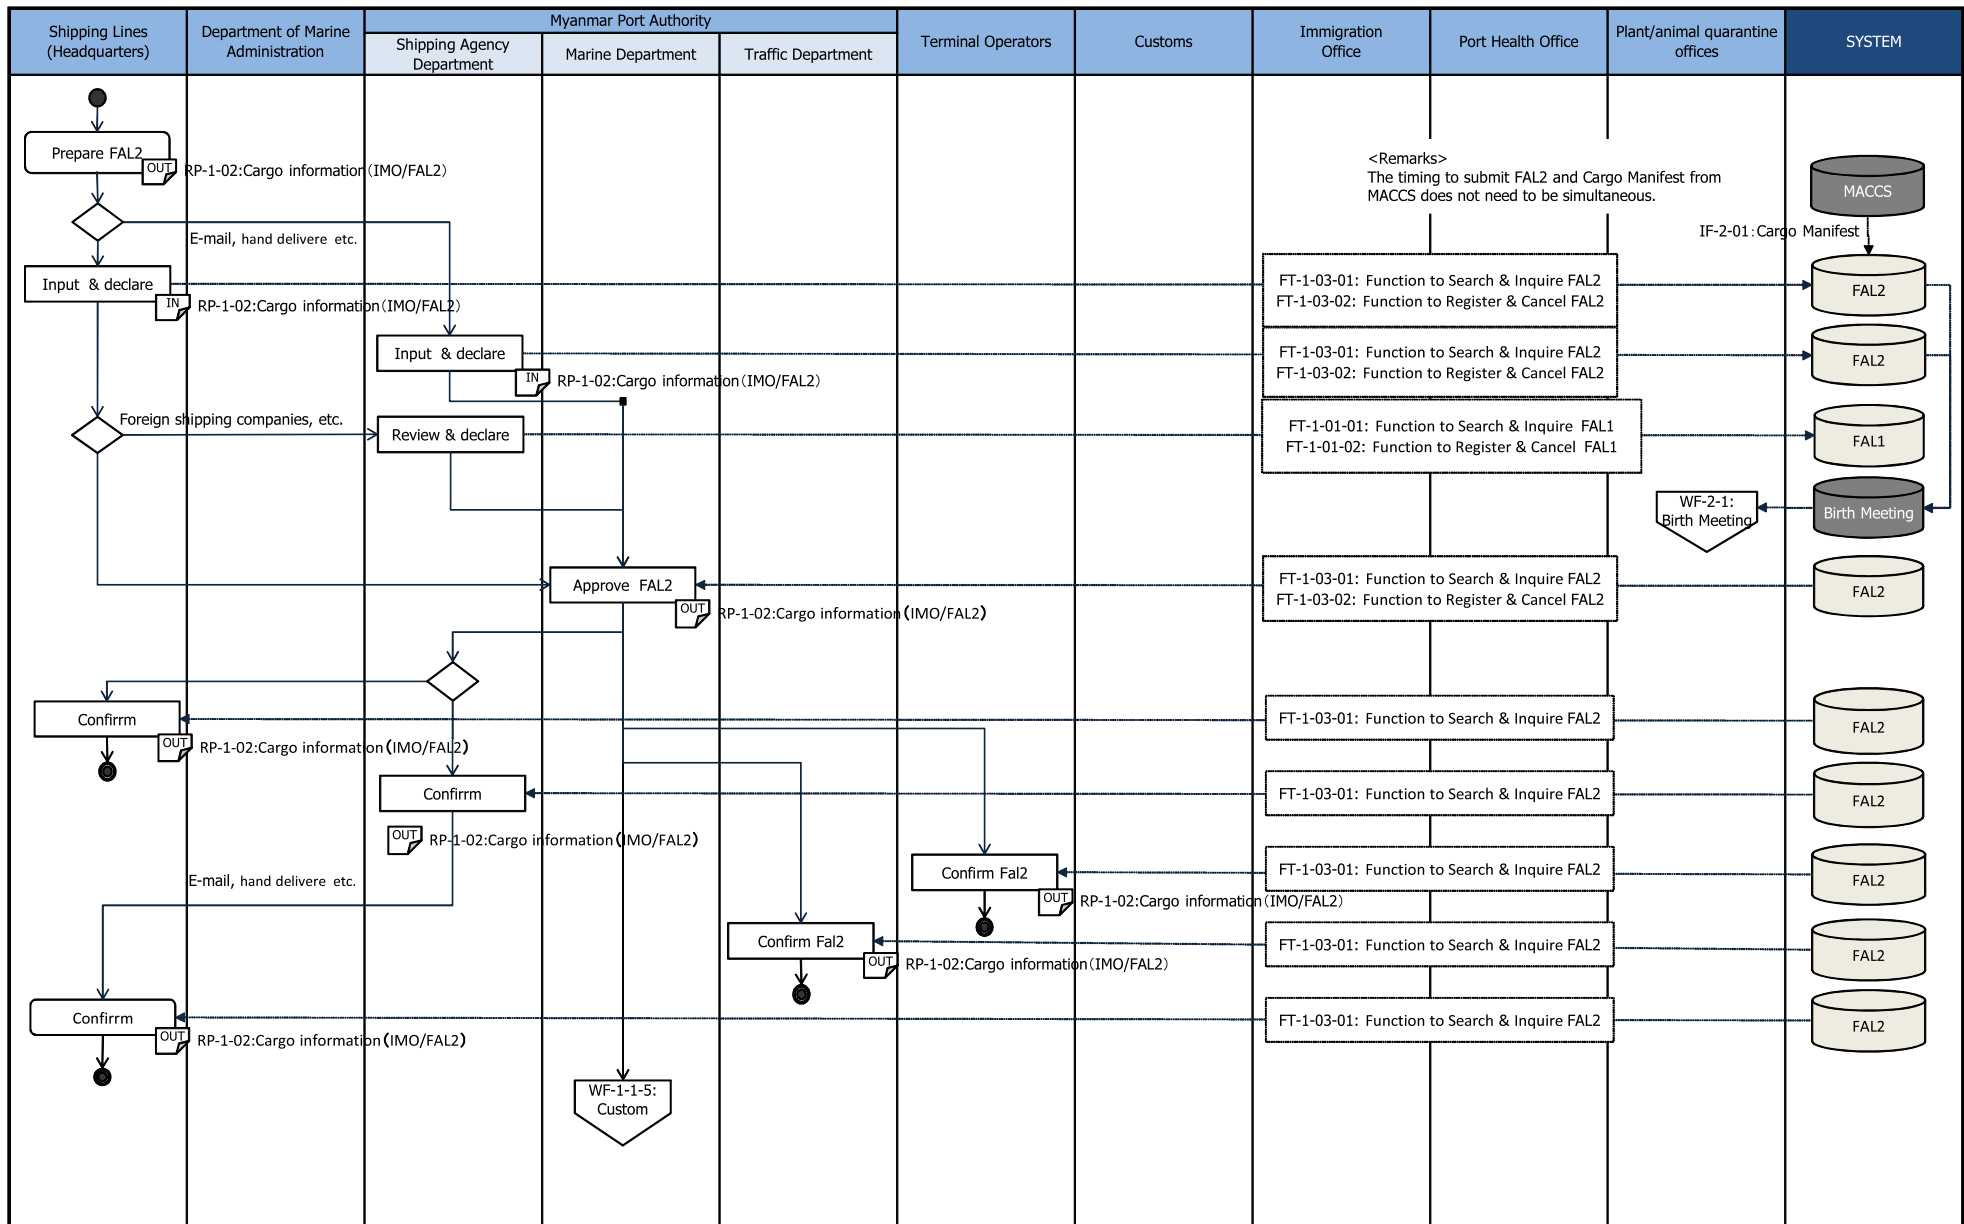 Shipping Lines
(Headquarters)
Department of Marine
Administration
Myanmar Port Authority
Shipping Agency
Department
Marine Department
Traffic Department
Terminal Operators
Customs
Immigration
Office
Port Health Office
Plant/animal quarantine
offices
SYSTEM
Prepare FAL2
OUT
RP-1-02:Cargo information(IMO/FAL2)
<Remarks>
The timing to submit FAL2 and Cargo Manifest from
MACCS does not need to be simultaneous.
MACCS
E-mail, hand delivere etc.
IF-2-01:Cargo Manifest
Input & declare
IN
RP-1-02:Cargo information(IMO/FAL2)
FT-1-03-01: Function to Search & Inquire FAL2
FT-1-03-02: Function to Register & Cancel FAL2
FAL2
Input & declare
IN
RP-1-02:Cargo information(IMO/FAL2)
FT-1-03-01: Function to Search & Inquire FAL2
FT-1-03-02: Function to Register & Cancel FAL2
FAL2
Foreign shipping companies, etc.
Review & declare
FT-1-01-01: Function to Search & Inquire FAL1
FT-1-01-02: Function to Register & Cancel FAL1
FAL1
WF-2-1:
Birth Meeting
Birth Meeting
Approve FAL2
OUT
RP-1-02:Cargo information(IMO/FAL2)
FT-1-03-01: Function to Search & Inquire FAL2
FT-1-03-02: Function to Register & Cancel FAL2
FAL2
Confirrm
OUT
RP-1-02:Cargo information(IMO/FAL2)
FT-1-03-01: Function to Search & Inquire FAL2
FAL2
Confirrm
OUT
RP-1-02:Cargo information(IMO/FAL2)
FT-1-03-01: Function to Search & Inquire FAL2
FAL2
E-mail, hand delivere etc.
Confirm Fal2
OUT
RP-1-02:Cargo information(IMO/FAL2)
FT-1-03-01: Function to Search & Inquire FAL2
FAL2
Confirm Fal2
OUT
RP-1-02:Cargo information(IMO/FAL2)
FT-1-03-01: Function to Search & Inquire FAL2
FAL2
Confirrm
OUT
RP-1-02:Cargo information(IMO/FAL2)
FT-1-03-01: Function to Search & Inquire FAL2
FAL2
WF-1-1-5:
Custom